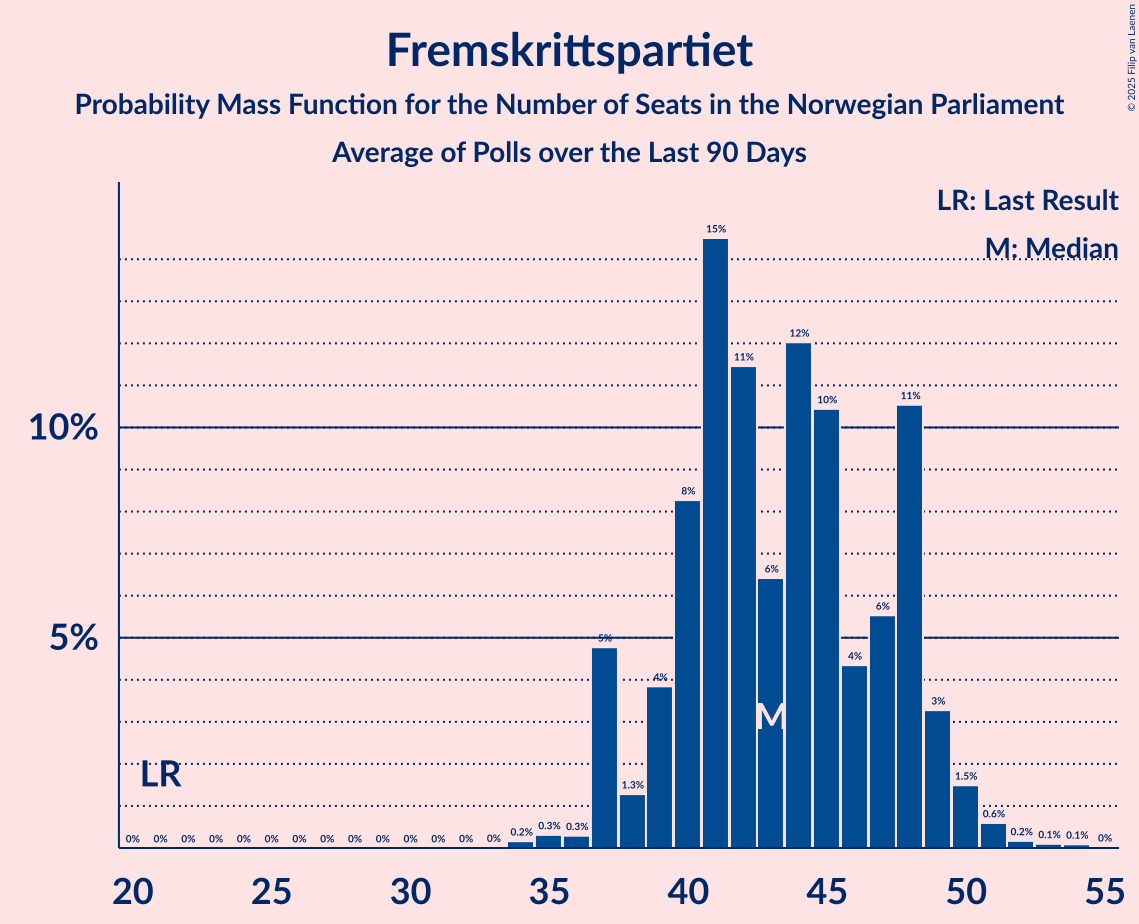 Fremskrittspartiet
Probability Mass Function for the Number of Seats in the Norwegian Parliament
Average of Polls over the Last 90 Days
© 2025 Filip van Laenen
LR: Last Result
M: Median
15%
12%
11%
11%
10%
10%
8%
6%
6%
5%
5%
4%
4%
3%
M
LR
1.5%
1.3%
0.6%
0% 0% 0% 0% 0% 0% 0% 0% 0% 0% 0% 0% 0% 0% 0.2% 0.3% 0.3% 0.2% 0.1% 0.1% 0%
20 25 30 35 40 45 50 55